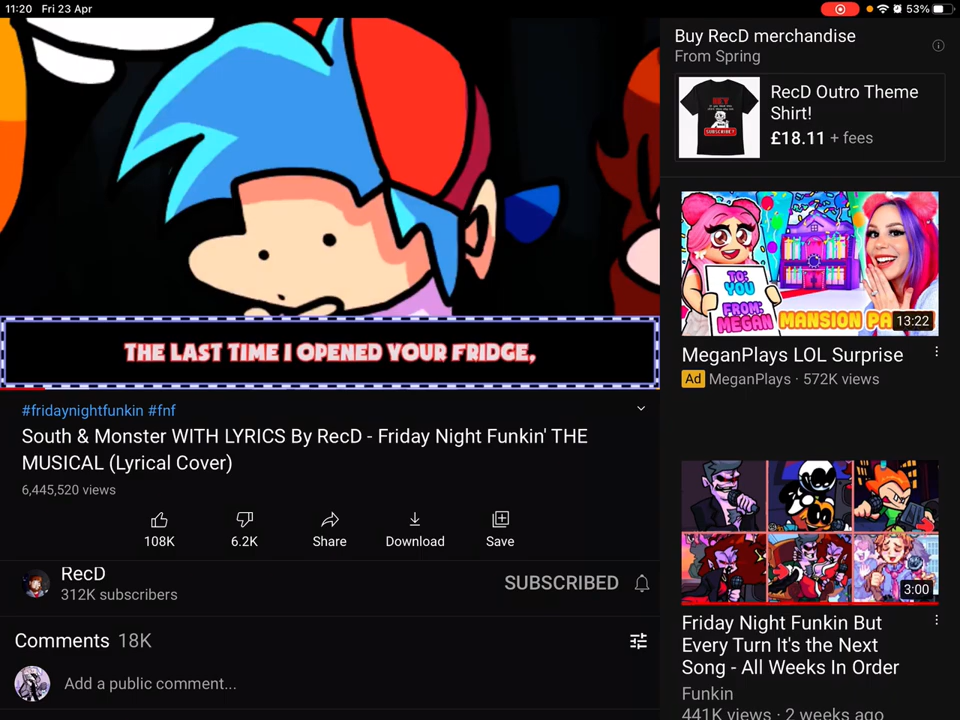 11:20 Fri 23 Apr
53%
THE LAST TIME I OPENED YOUR FRIDGE,
#fridaynightfunkin #fnf
South & Monster WITH LYRICS By RecD - Friday Night Funkin' THE
MUSICAL (Lyrical Cover)
6,445,520 views
108K
6.2K
Share
Download
Save
RecD
312K subscribers
SUBSCRIBED
Comments 18K
Add a public comment...
Buy RecD merchandise
From Spring
HEY
SUBSCRIBE
RecD Outro Theme
Shirt!
£18.11 + fees
TO:
YOU
FROM:
MEGAN
MANSION PA
13:22
MeganPlays LOL Surprise
Ad MeganPlays · 572K views
3:00
Friday Night Funkin But
Every Turn It's the Next
Song - All Weeks In Order
Funkin
441K views · 2 weeks ago